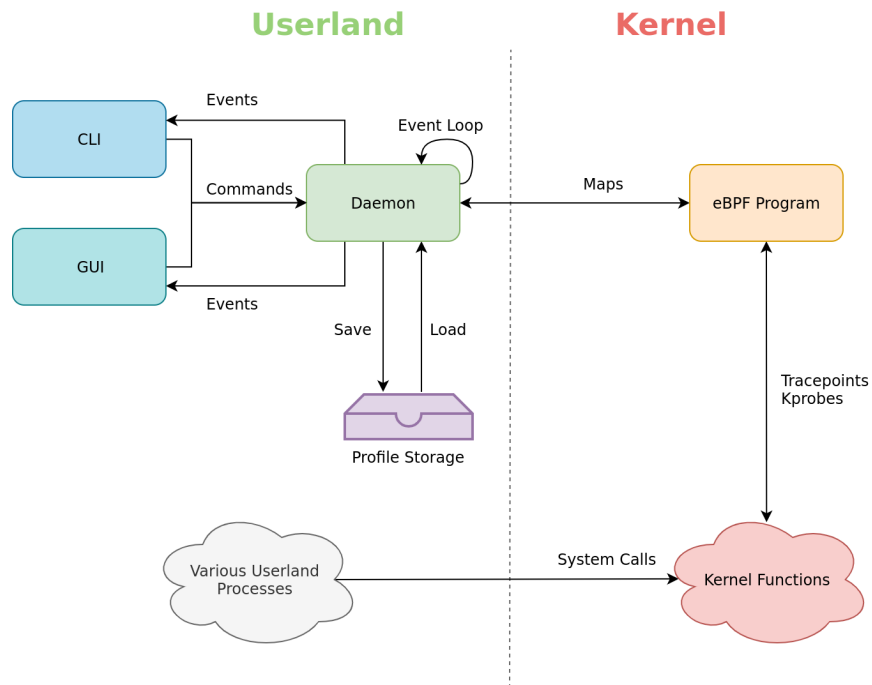 Userland
Kernel
Events
Event Loop
CLI
Commands
Maps
Daemon
eBPF Program
GUI
Events
Save
Load
Tracepoints
Kprobes
Profile Storage
System Calls
Various Userland
Processes
Kernel Functions